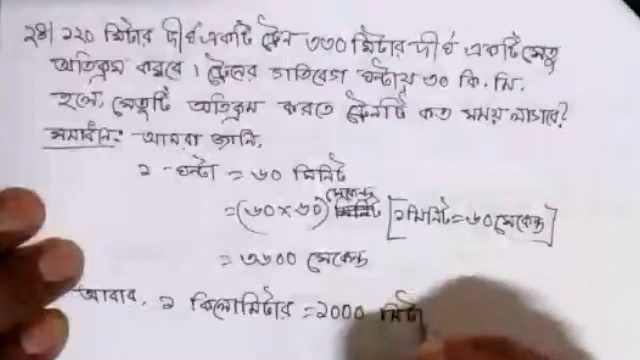 ২৪। ১২০ মিটার দীর্ঘ একটি ট্রেন ৩৩০ মিটার দীর্ঘ একটি সেতু
অতিক্রম করবে। ট্রেনের গতিবেগ ঘন্টায় ৩০ কি. মি.
হলে, সেতুটি অতিক্রম করতে ট্রেনটি কত সময় লাগবে?
সমাধান: আমরা জানি,
১ ঘন্টা = ৬০ মিনিট
= (৬০×৬০) সেকেন্ড [১ মিনিট = ৬০ সেকেন্ড]
= ৩৬০০ সেকেন্ড
আবার, ১ কিলোমিটার = ১০০০ মিটা